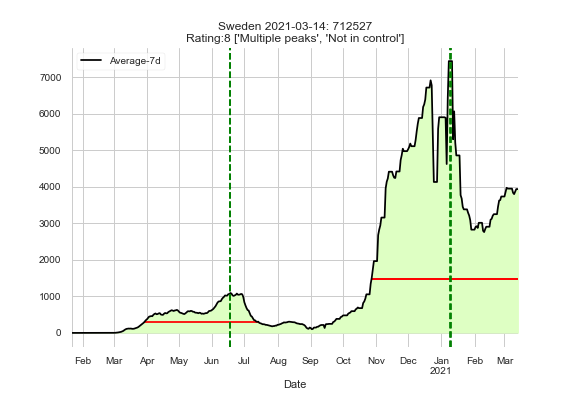 Sweden 2021-03-14: 712527
Rating:8 ['Multiple peaks', 'Not in control']
Average-7d
7000
6000
5000
4000
3000
2000
1000
0
Feb Mar Apr May Jun Jul Aug Sep Oct Nov Dec Jan Feb Mar
2021
Date